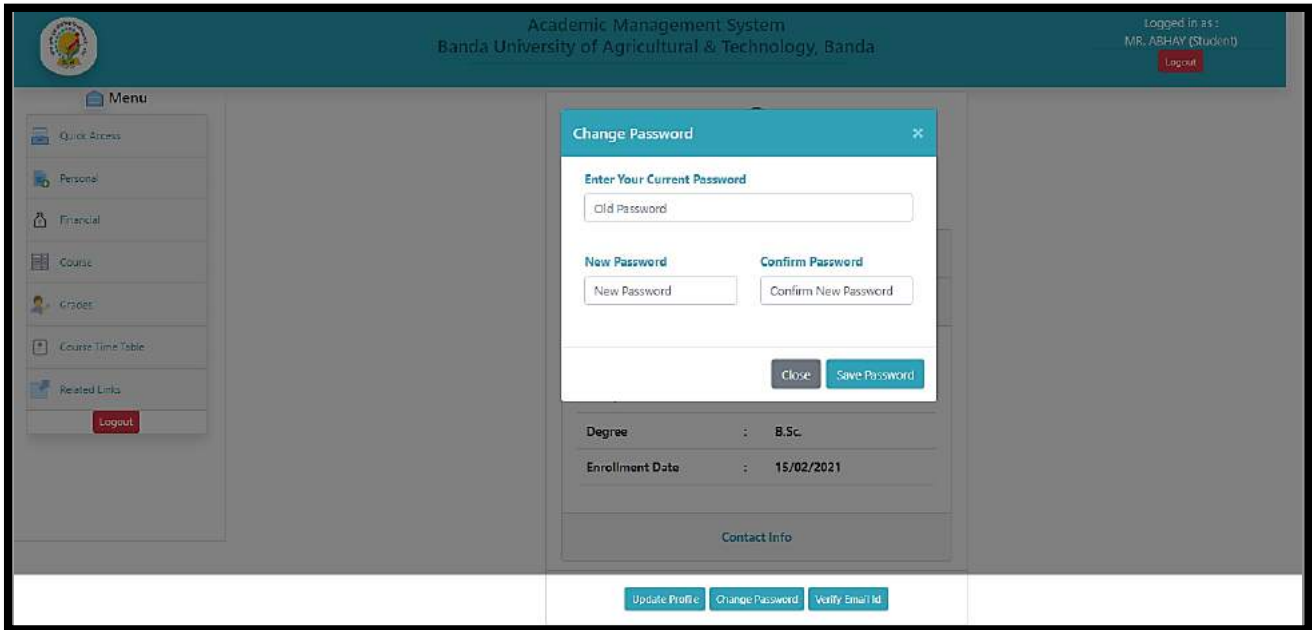 Academic Management System
Banda University of Agricultural & Technology, Banda
Logged in as :
MR. ABHAY (Student)
Logout
Menu
Quick Access
Personal
Financial
Course
Grades
Course Time Table
Related Links
Logout
Change Password
×
Enter Your Current Password
Old Password
New Password Confirm Password
New Password Confirm New Password
Close Save Password
Degree : B.Sc.
Enrollment Date : 15/02/2021
Contact Info
Update Profile Change Password Verify Email Id